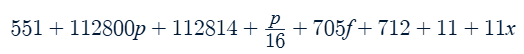 551 + 112800p + 112814 + p/16 + 705f + 712 + 11 + 11x